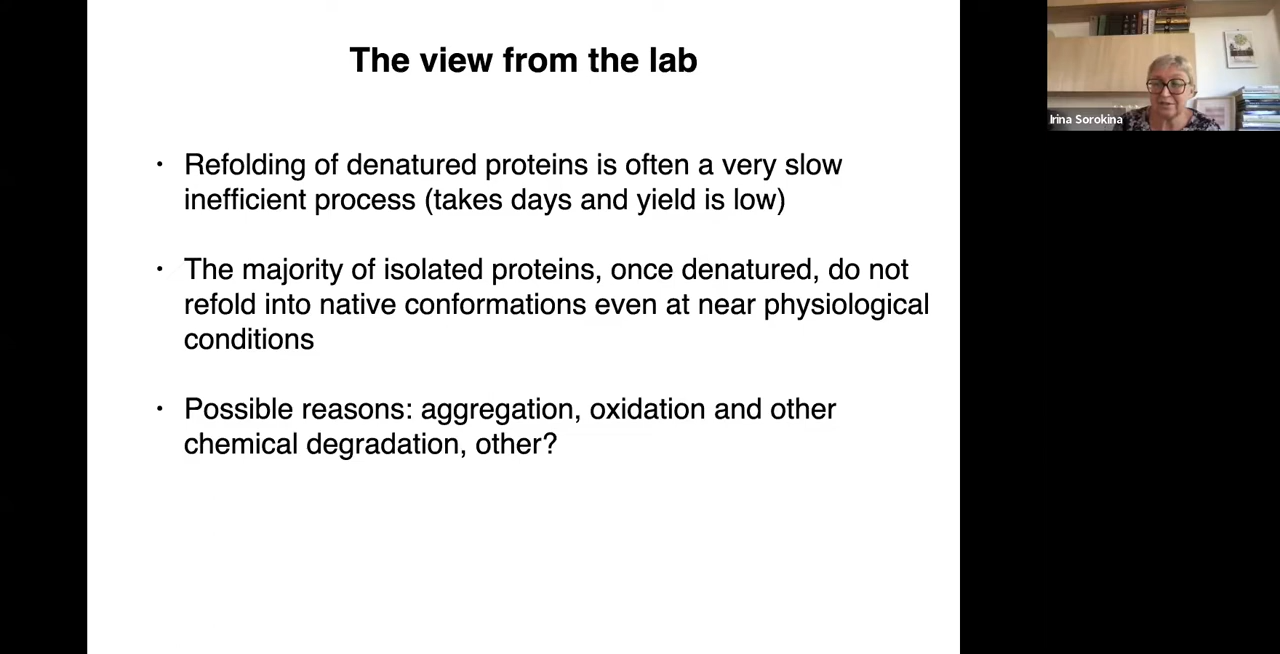 The view from the lab
Irina Sorokina
· Refolding of denatured proteins is often a very slow
inefficient process (takes days and yield is low)
· The majority of isolated proteins, once denatured, do not
refold into native conformations even at near physiological
conditions
· Possible reasons: aggregation, oxidation and other
chemical degradation, other?